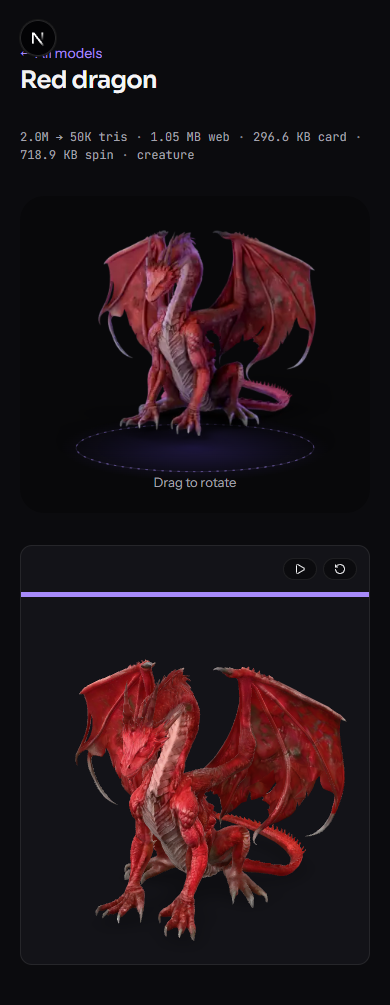 N
← All models
Red dragon
2.0M → 50K tris · 1.05 MB web · 296.6 KB card ·
718.9 KB spin · creature
Drag to rotate